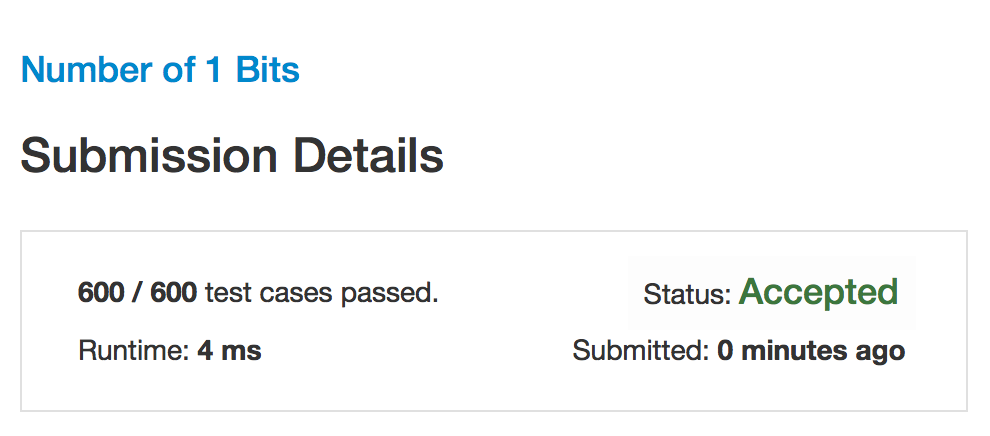 Number of 1 Bits
Submission Details
600 / 600 test cases passed.
Status: Accepted
Runtime: 4 ms
Submitted: 0 minutes ago